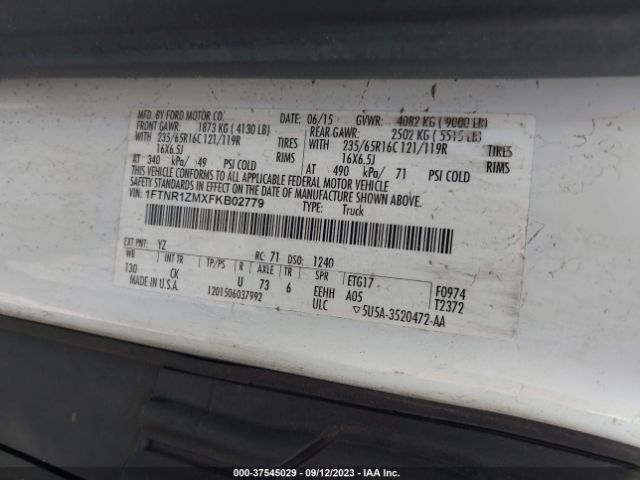 MFD. BY FORD MOTOR CO. DATE: 06/15 GVWR: 4082 KG ( 9000 LB)
FRONT GAWR: 1873 KG ( 4130 LB) REAR GAWR: 2502 KG ( 5515 LB)
WITH 235/65R16C 121/119R TIRES WITH 235/65R16C 121/119R TIRES
16X6.5J RIMS 16X6.5J RIMS
AT 340 kPa/ 49 PSI COLD AT 490 kPa/ 71 PSI COLD
THIS VEHICLE CONFORMS TO ALL APPLICABLE FEDERAL MOTOR VEHICLE
SAFETY AND THEFT PREVENTION STANDARDS IN EFFECT ON THE DATE OF MANUFACTURE SHOWN ABOVE.
VIN: 1FTNR1ZMXFKB02779 TYPE: Truck
EXT PNT: YZ RC: 71 DSO: 1240
WB INT TR TP/PS R AXLE TR SPR ETG17 F0974
130 CK U 73 6 EEHH A05 T2372
MADE IN U.S.A. 1201506037992 ULC ▽5U5A-3520472-AA
000-37545029 - 09/12/2023 - IAA Inc.